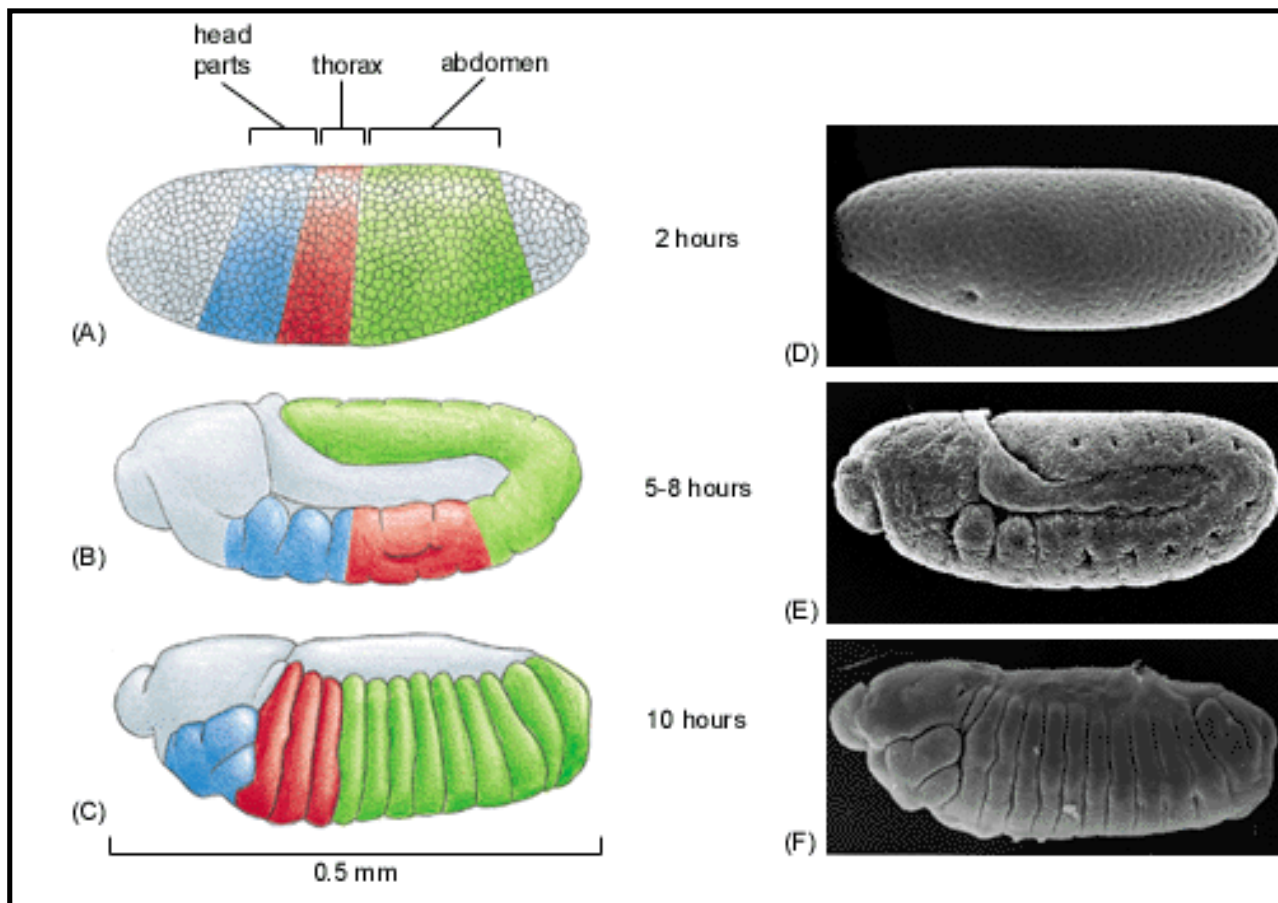 head
parts
thorax
abdomen
(A)
2 hours
(D)
(B)
5-8 hours
(E)
(C)
10 hours
(F)
0.5 mm